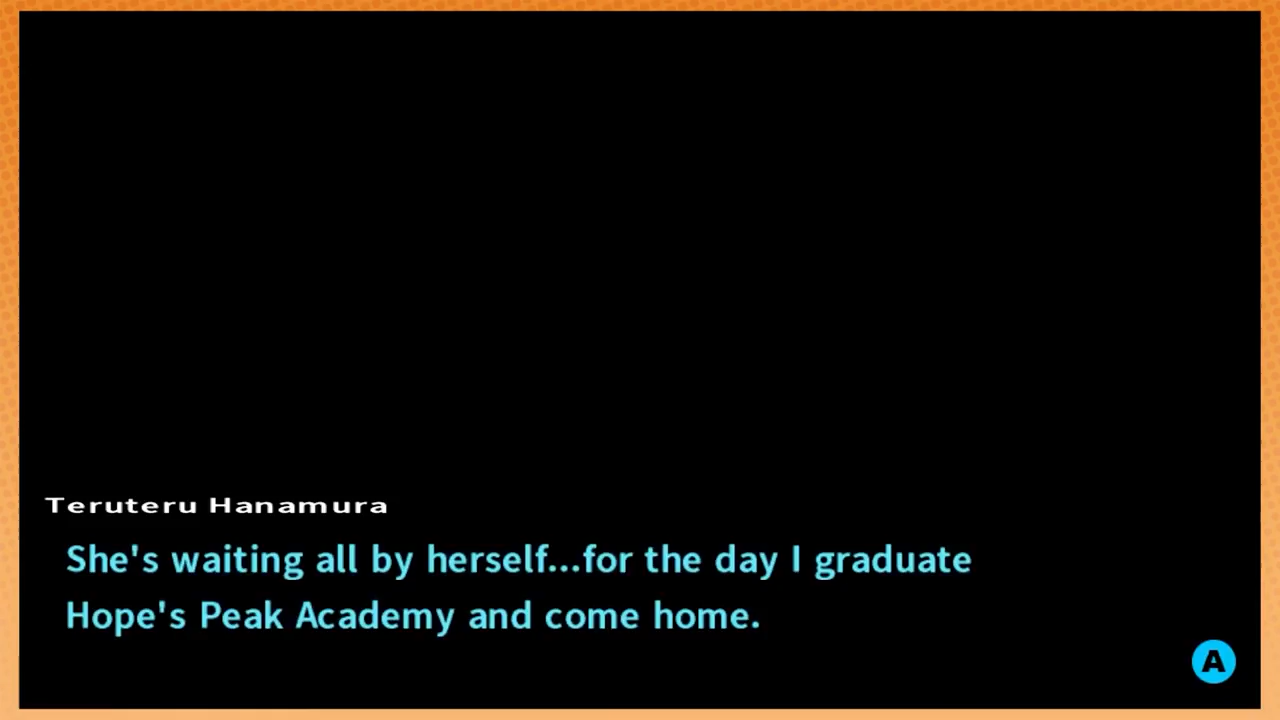 Teruteru Hanamura
She's waiting all by herself...for the day I graduate
Hope's Peak Academy and come home.
A